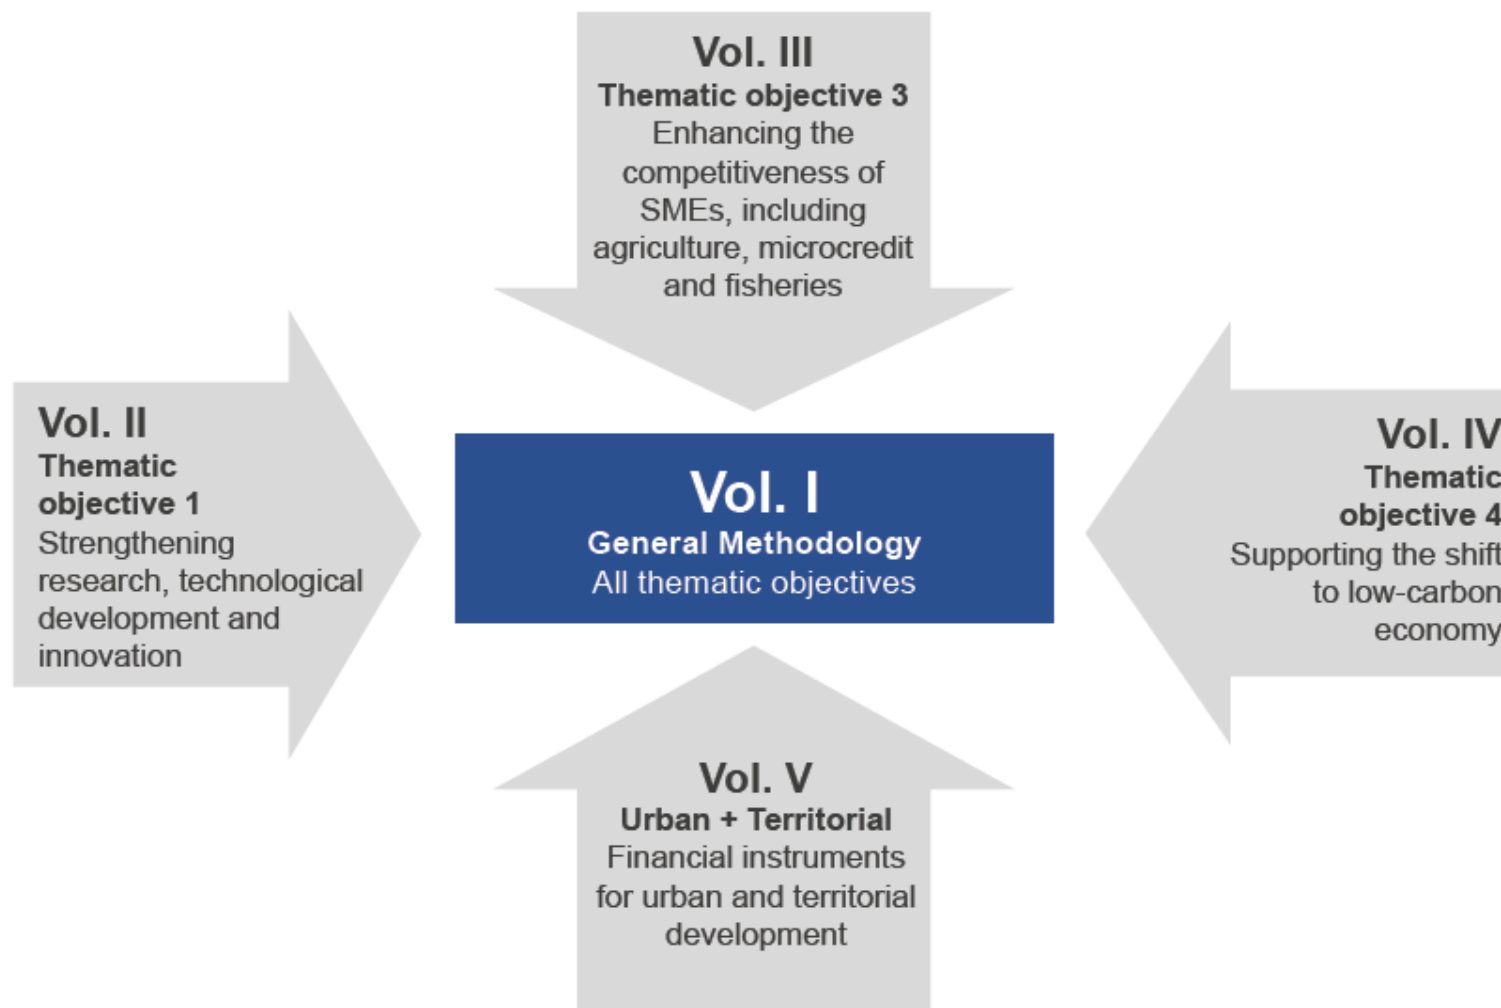 Vol. III
Thematic objective 3
Enhancing the
competitiveness of
SMEs, including
agriculture, microcredit
and fisheries
Vol. II
Thematic
objective 1
Strengthening
research, technological
development and
innovation
Vol. I
General Methodology
All thematic objectives
Vol. IV
Thematic
objective 4
Supporting the shift
to low-carbon
economy
Vol. V
Urban + Territorial
Financial instruments
for urban and territorial
development